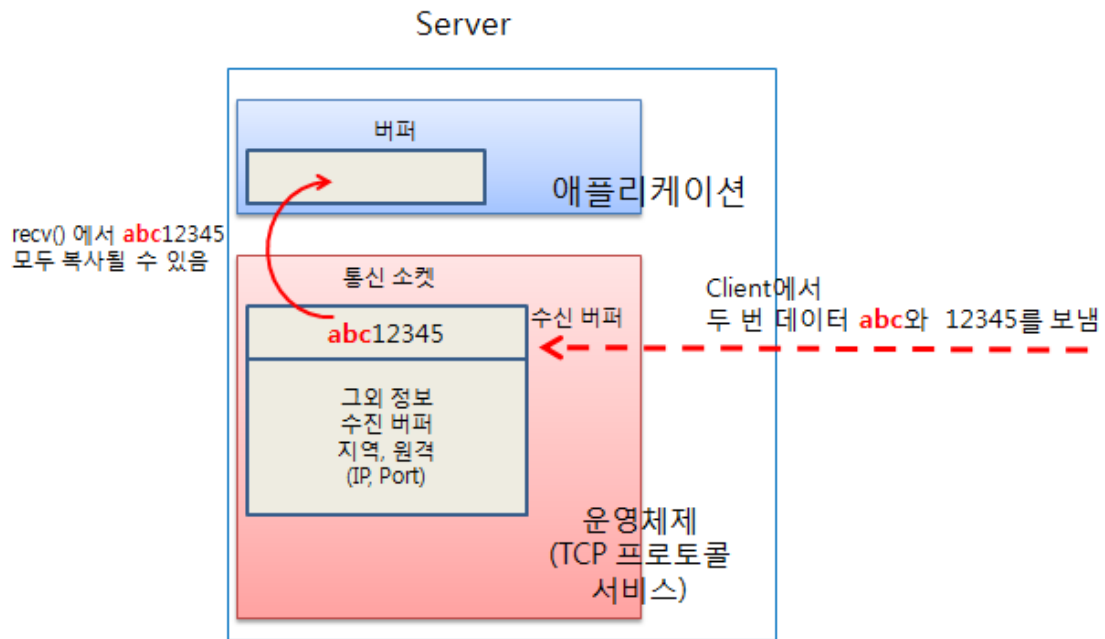 Server
버퍼
애플리케이션
recv() 에서 abc12345
모두 복사될 수 있음
통신 소켓
abc12345
수신 버퍼
Client에서
두 번 데이터 abc와 12345를 보냄
그외 정보
수진 버퍼
지역, 원격
(IP, Port)
운영체제
(TCP 프로토콜
서비스)